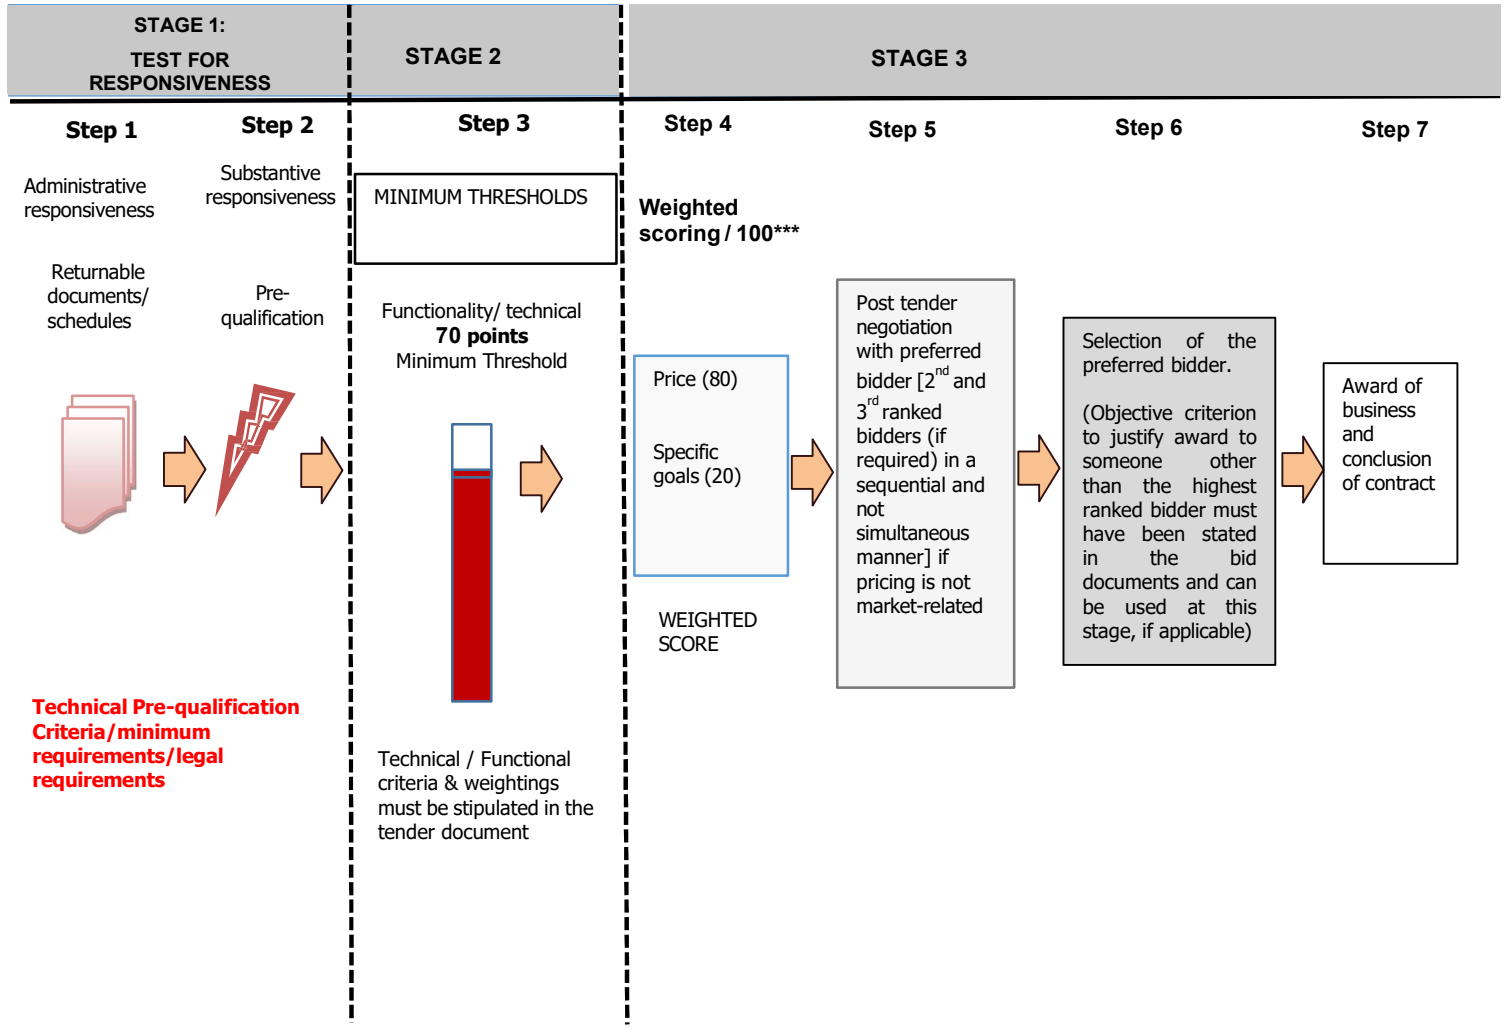 STAGE 1:
TEST FOR
RESPONSIVENESS
STAGE 2
STAGE 3
Step 1
Step 2
Step 3
Step 4
Step 5
Step 6
Step 7
Administrative
responsiveness
Returnable
documents/
schedules
Substantive
responsiveness
Pre-
qualification
Technical Pre-qualification
Criteria/minimum
requirements/legal
requirements
MINIMUM THRESHOLDS
Functionality/ technical
70 points
Minimum Threshold
Technical / Functional
criteria & weightings
must be stipulated in the
tender document
Weighted
scoring / 100***
Price (80)
Specific
goals (20)
WEIGHTED
SCORE
Post tender
negotiation
with preferred
bidder [2nd and
3rd ranked
bidders (if
required) in a
sequential and
not
simultaneous
manner] if
pricing is not
market-related
Selection of the
preferred bidder.
(Objective criterion
to justify award to
someone other
than the highest
ranked bidder must
have been stated
in the bid
documents and can
be used at this
stage, if applicable)
Award of
business
and
conclusion
of contract